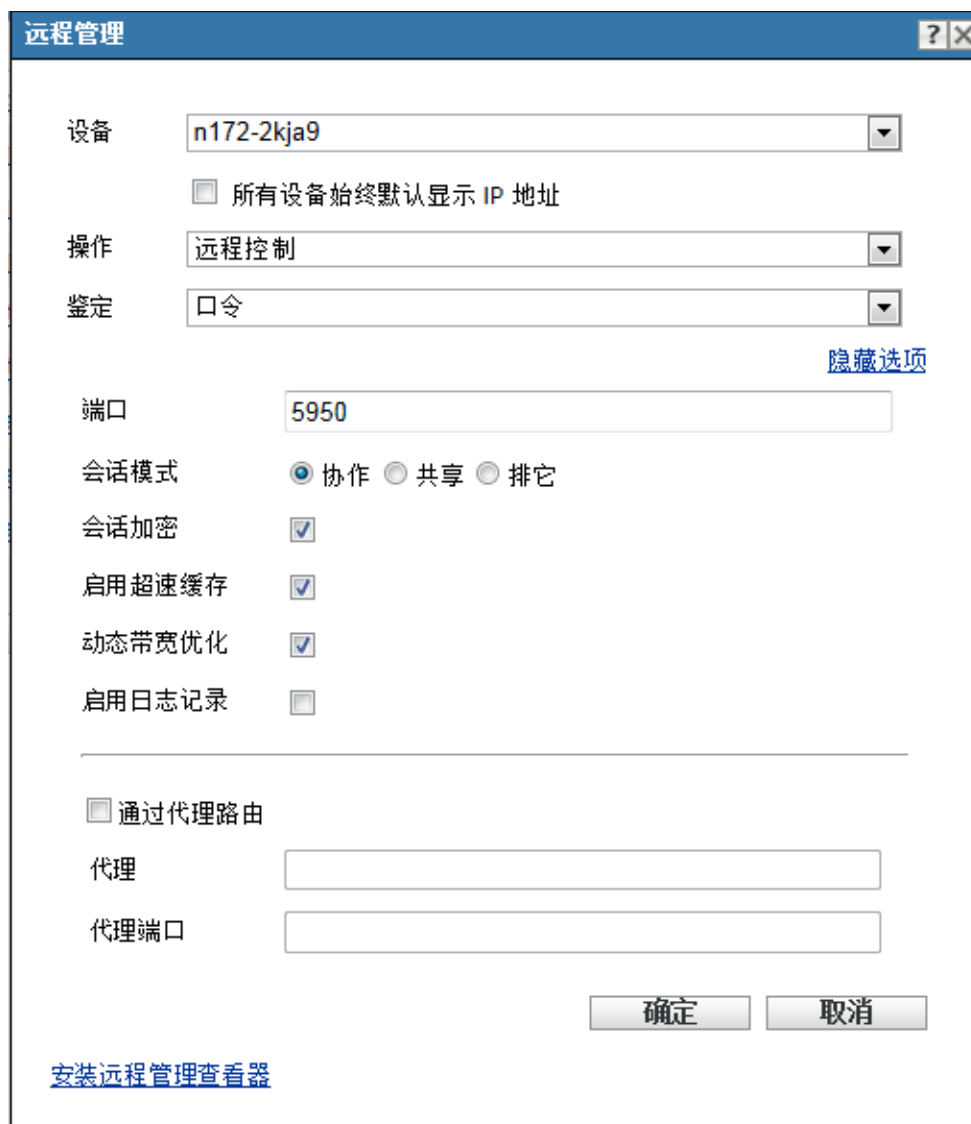 远程管理
设备 n172-2kja9
所有设备始终默认显示 IP 地址
操作 远程控制
鉴定 口令
隐藏选项
端口 5950
会话模式 协作 共享 排它
会话加密
启用超速缓存
动态带宽优化
启用日志记录
通过代理路由
代理
代理端口
确定 取消
安装远程管理查看器